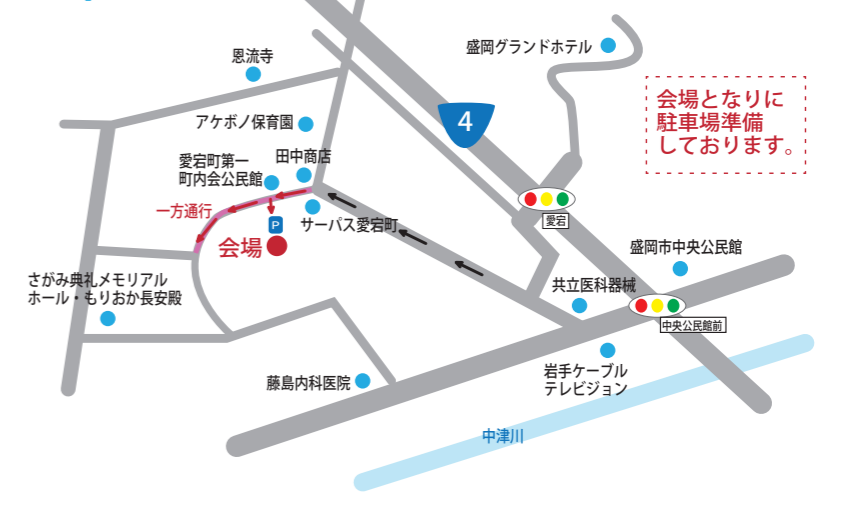 盛岡グランドホテル
恩流寺
会場となりに
駐車場準備
しております。
アケボノ保育園
4
田中商店
愛宕町第一
町内会公民館
一方通行
P
サーパス愛宕町
愛宕
会場
盛岡市中央公民館
さがみ典礼メモリアル
ホール・もりおか長安殿
共立医科器械
中央公民館前
岩手ケーブル
テレビジョン
藤島内科医院
中津川